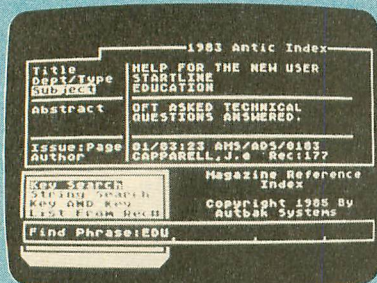 1983 Antic Index
Title HELP FOR THE NEW USER
Dept/Type STARTLINE
Subject EDUCATION
Abstract OFT ASKED TECHNICAL
QUESTIONS ANSWERED.
Issue:Page 01/83:23 AMS/ADS/0183
Author CAPPARELL,J.e Rec:177
Key Search
String Search
Key AND Key
List From Rec#
Magazine Reference
Index
Copyright 1985 By
Autbak Systems
Find Phrase:EDU